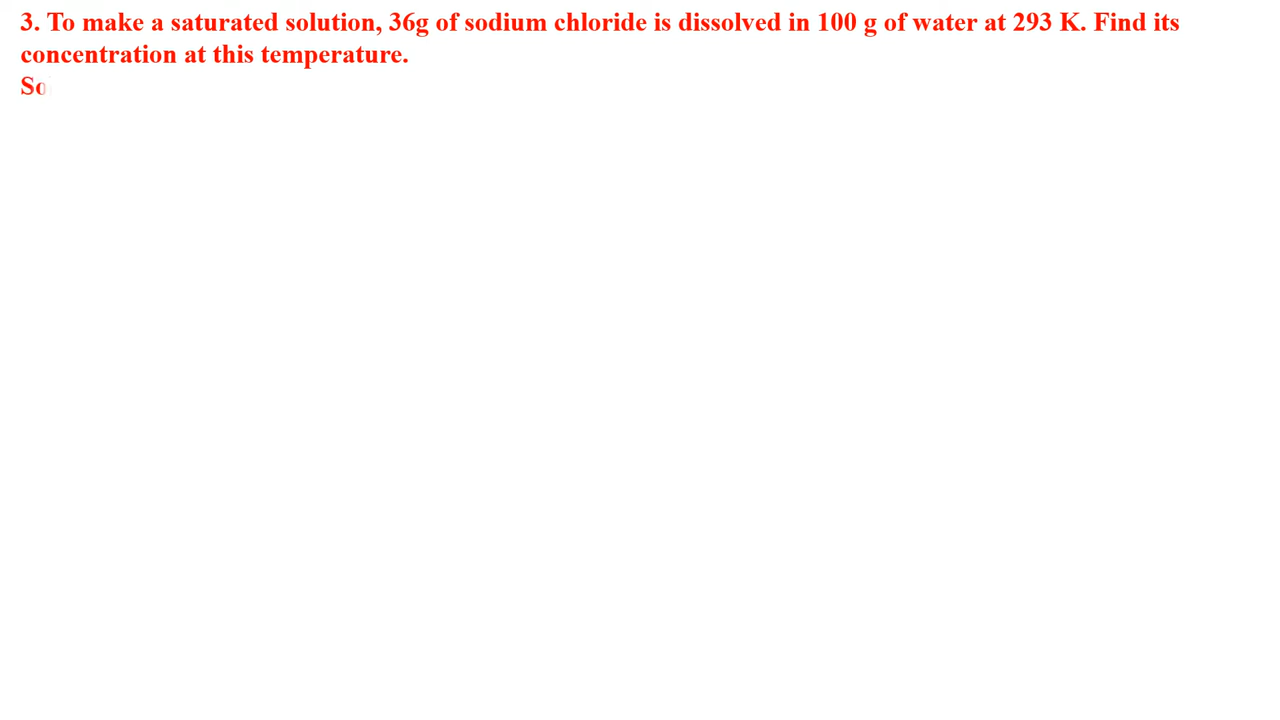 3. To make a saturated solution, 36g of sodium chloride is dissolved in 100 g of water at 293 K. Find its
concentration at this temperature.
So